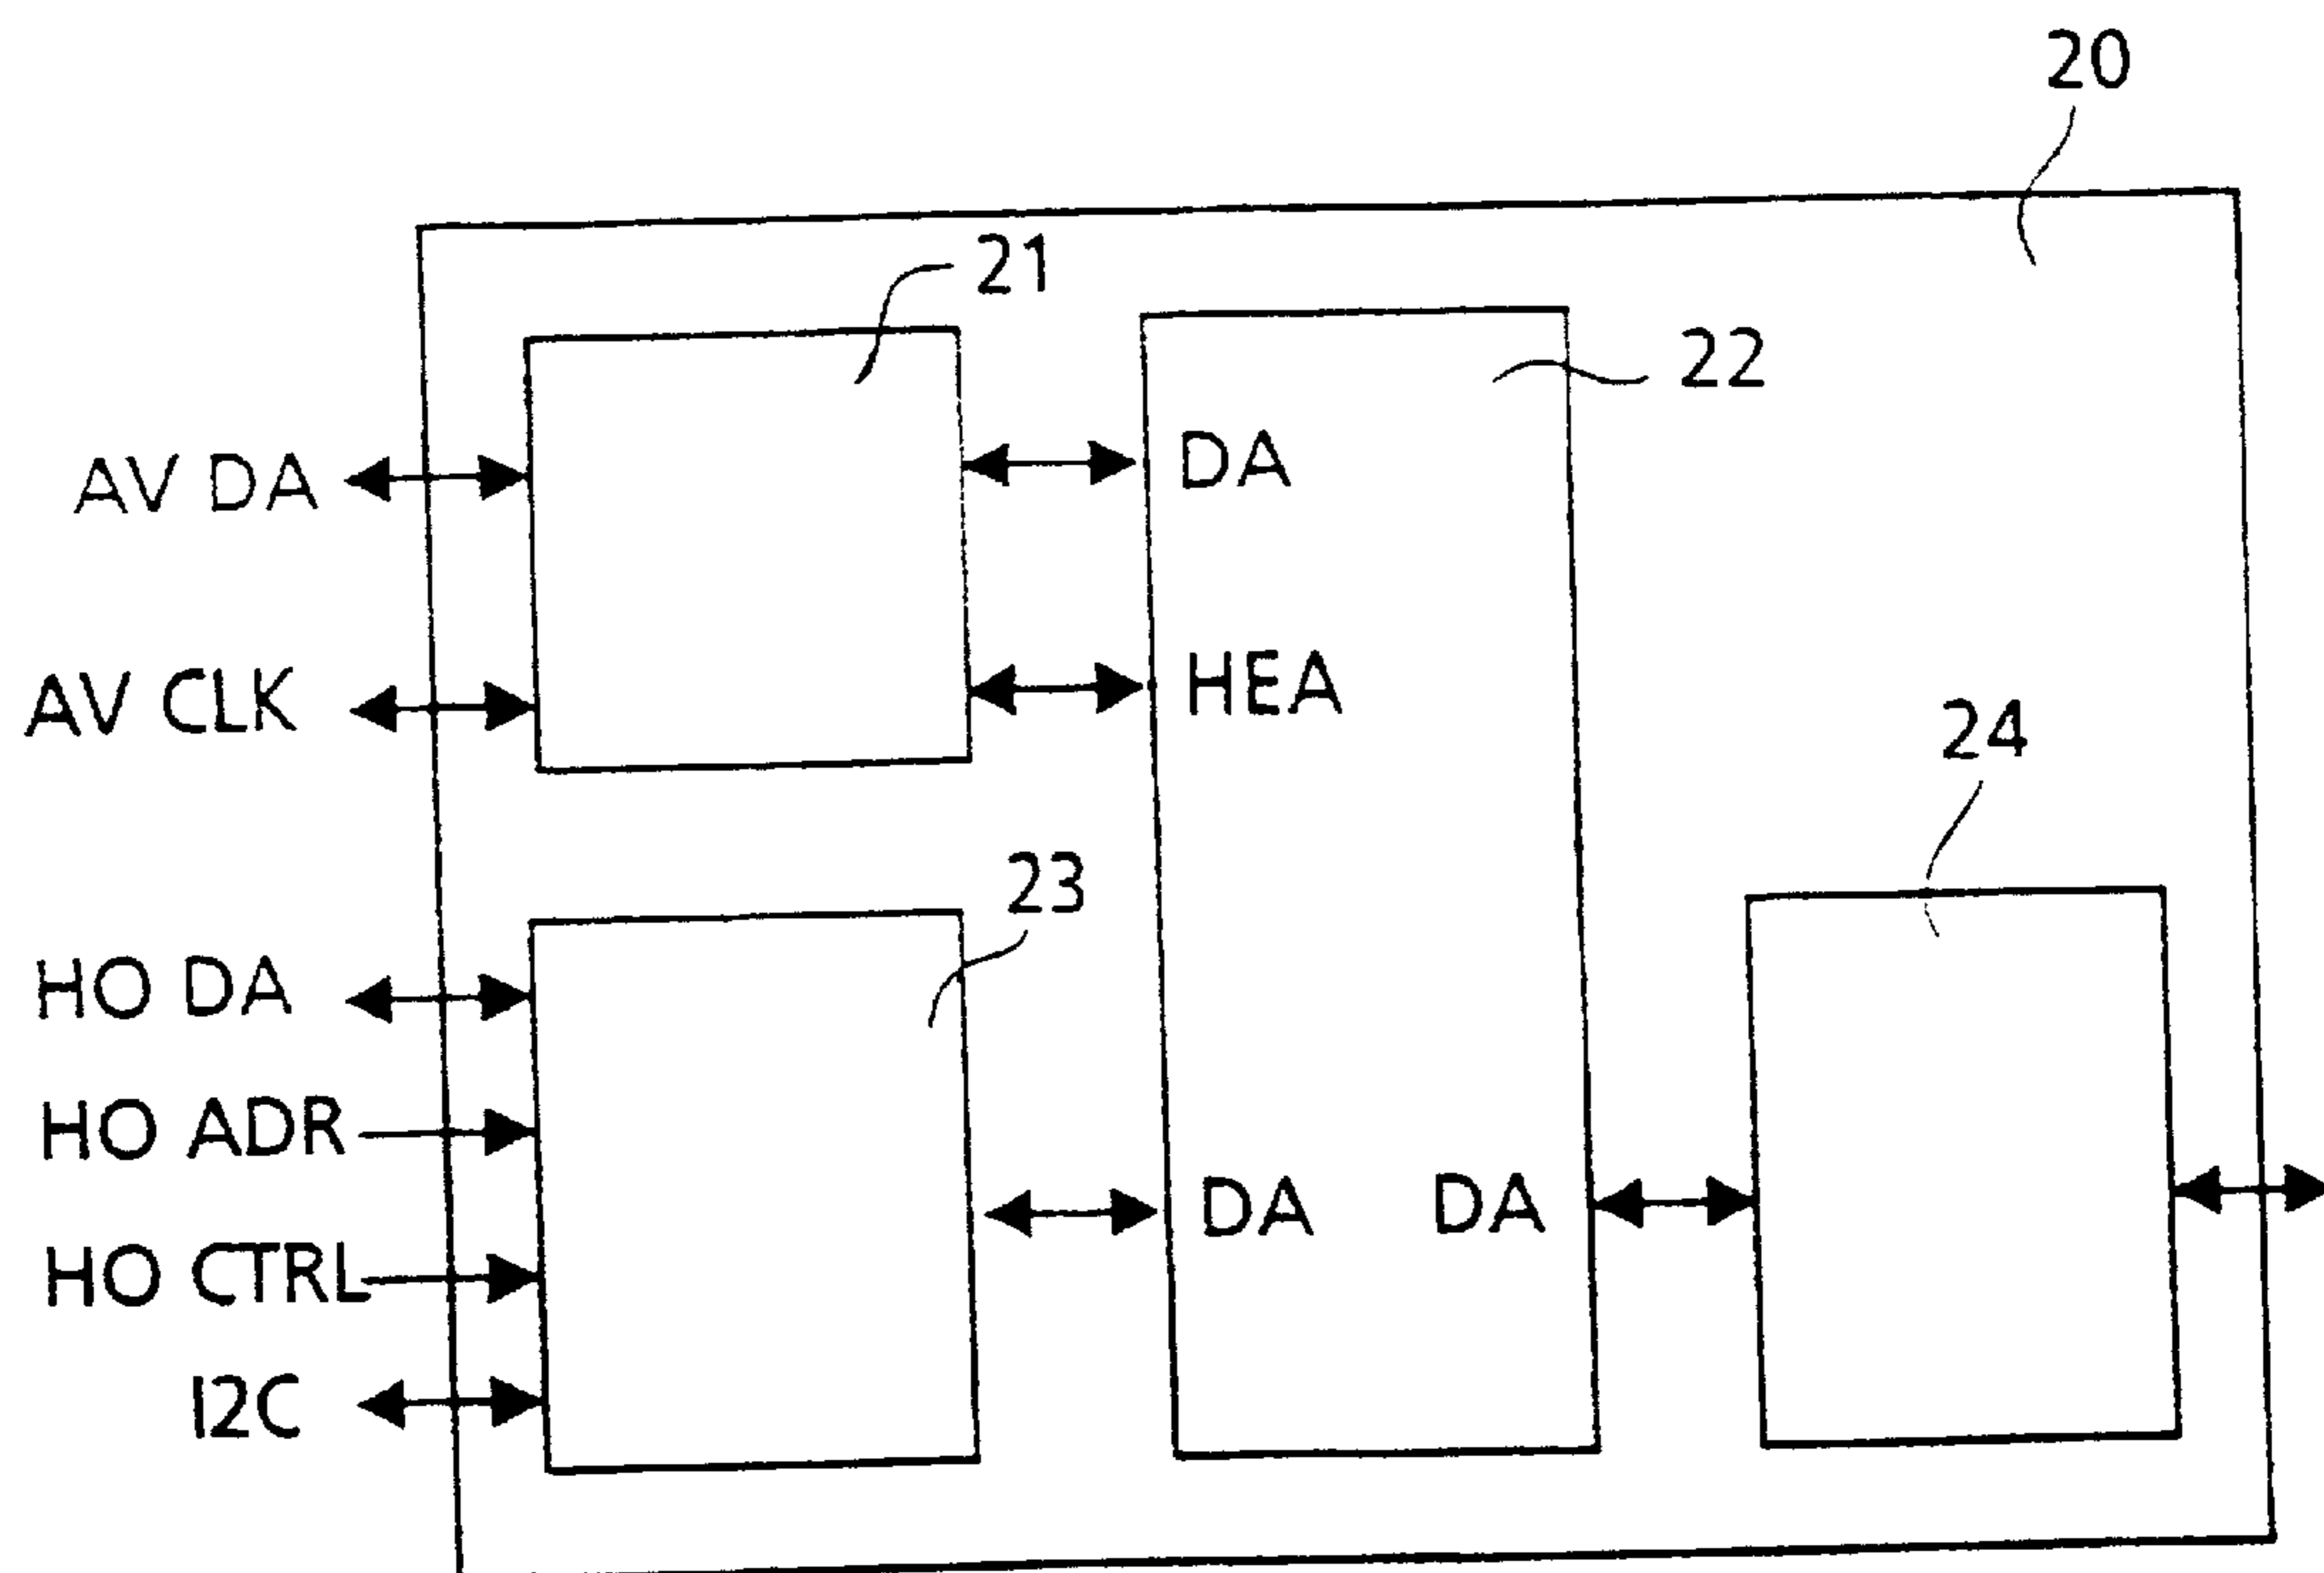 20
21
22
AV DA
DA
AV CLK
HEA
24
23
HO DA
HO ADR
HO CTRL
DA
DA
I2C